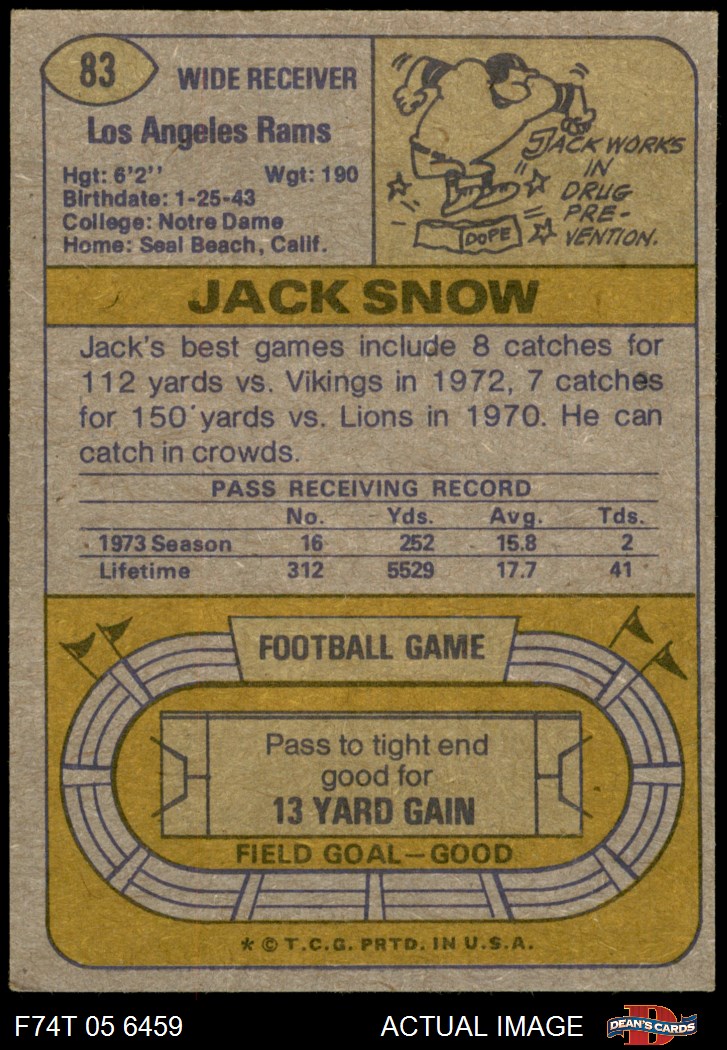 83
WIDE RECEIVER
Los Angeles Rams
Hgt: 6'2'' Wgt: 190
Birthdate: 1-25-43
College: Notre Dame
Home: Seal Beach, Calif.
JACK WORKS
IN
DRUG
PRE-
VENTION.
DOPE
JACK SNOW
Jack's best games include 8 catches for
112 yards vs. Vikings in 1972, 7 catches
for 150 yards vs. Lions in 1970. He can
catch in crowds.
PASS RECEIVING RECORD
No. Yds. Avg. Tds.
1973 Season 16 252 15.8 2
Lifetime 312 5529 17.7 41
FOOTBALL GAME
Pass to tight end
good for
13 YARD GAIN
FIELD GOAL—GOOD
* © T.C.G. PRTD. IN U.S.A.
F74T 05 6459 ACTUAL IMAGE DEAN'S CARDS